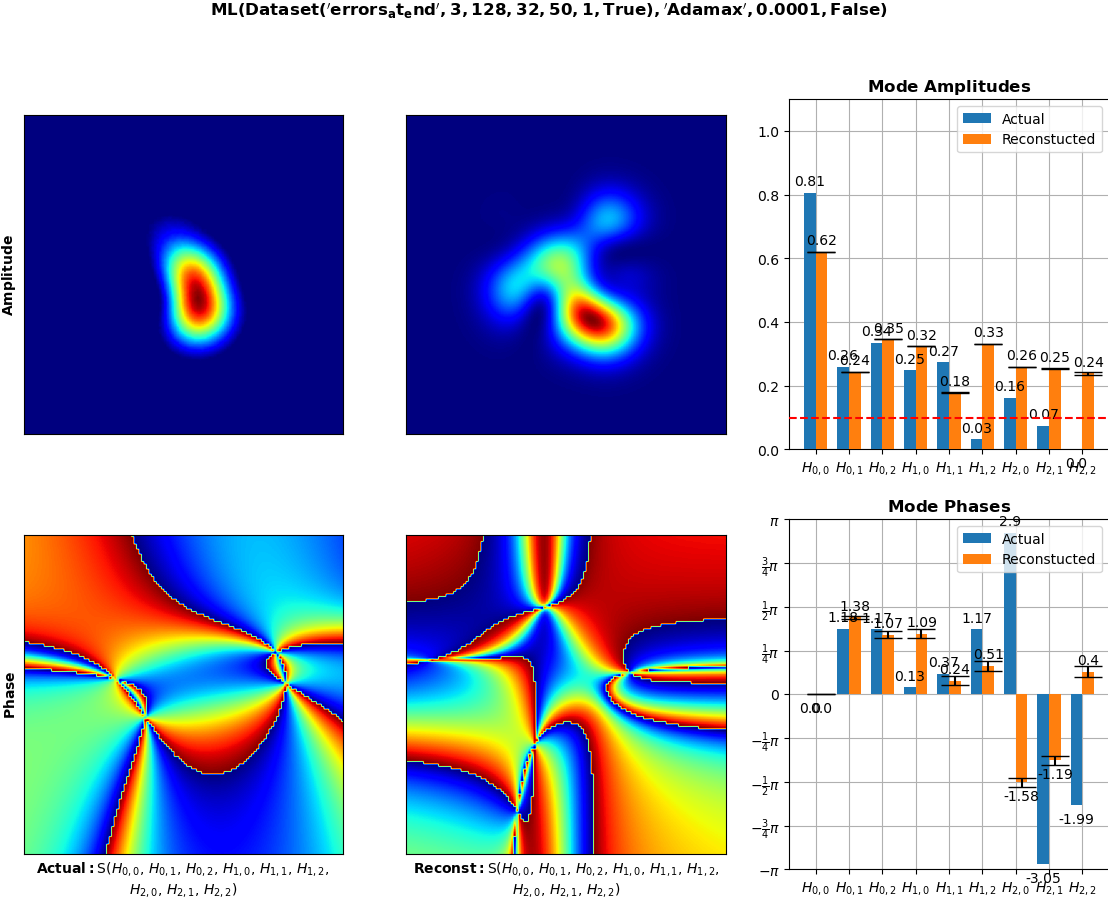 ML(Dataset('errors_at_end', 3, 128, 32, 50, 1, True), 'Adamax', 0.0001, False)
Mode Amplitudes
Amplitude
Actual
Reconstucted
1.0
0.8
0.6
0.4
0.2
0.0
0.81 0.62 0.26 0.24 0.34 0.35 0.25 0.32 0.27 0.18 0.03 0.33 0.16 0.26 0.07 0.25 0.0 0.24
H0,0 H0,1 H0,2 H1,0 H1,1 H1,2 H2,0 H2,1 H2,2
Phase
Actual: S(H0,0, H0,1, H0,2, H1,0, H1,1, H1,2,
H2,0, H2,1, H2,2)
Reconst: S(H0,0, H0,1, H0,2, H1,0, H1,1, H1,2,
H2,0, H2,1, H2,2)
Mode Phases
Actual
Reconstucted
π
3/4π
1/2π
1/4π
0
−1/4π
−1/2π
−3/4π
−π
0.0 0.0 1.38 1.17 1.07 0.13 1.09 0.37 0.24 1.17 0.51 2.9 -1.58 -3.05 -1.19 -1.99 0.4
H0,0 H0,1 H0,2 H1,0 H1,1 H1,2 H2,0 H2,1 H2,2